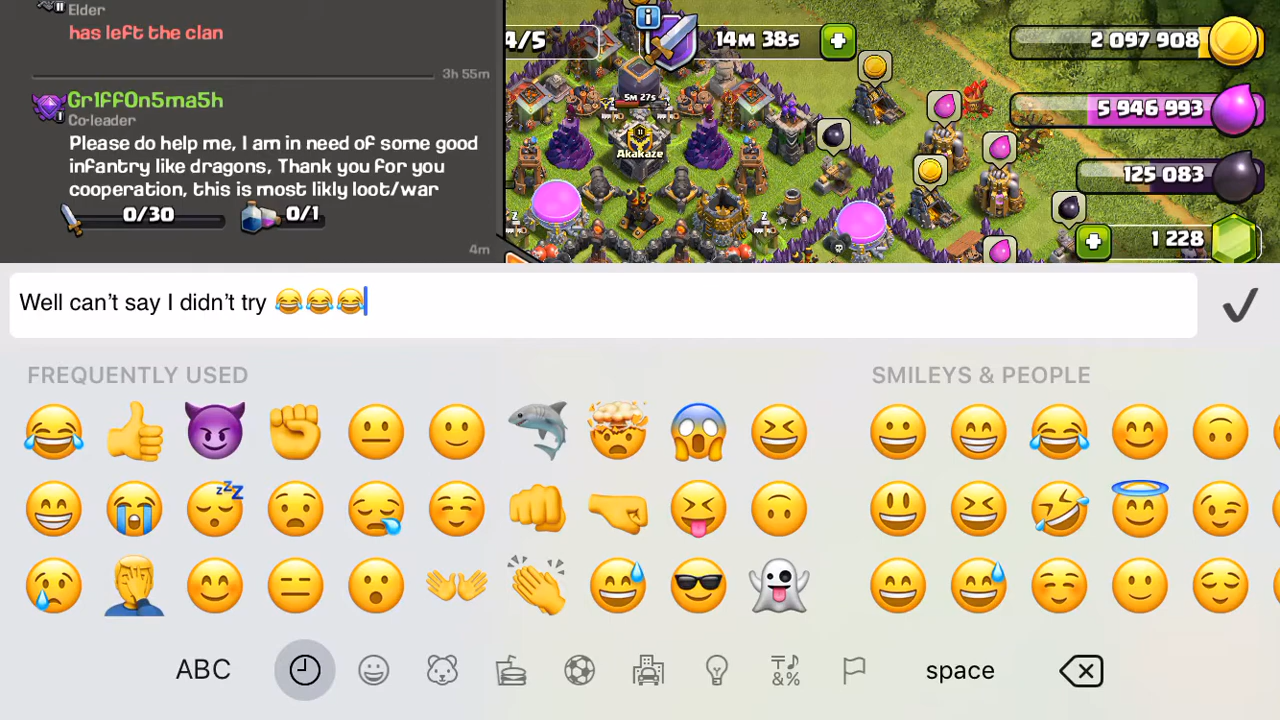 Elder
has left the clan
3h 55m
Gr1ff0n5ma5h
Co-leader
Please do help me, I am in need of some good
infantry like dragons, Thank you for you
cooperation, this is most likly loot/war
0/30
0/1
4m
4/5
14M 38s
2 097 908
5 946 993
125 083
1 228
5M 27s
11
Akakaze
z
z
Well can’t say I didn’t try 😂😂😂
FREQUENTLY USED
SMILEYS & PEOPLE
ABC
space